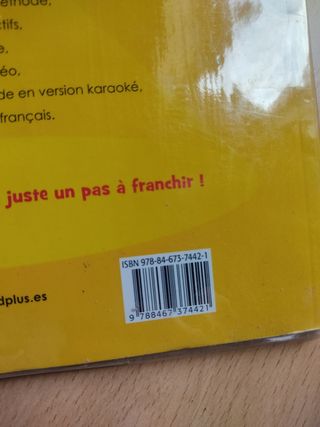 éthode,
ctifs,
e,
éo,
de en version karaoké,
français.
juste un pas à franchir !
ISBN 978-84-673-7442-1
dplus.es
9 788467 374421